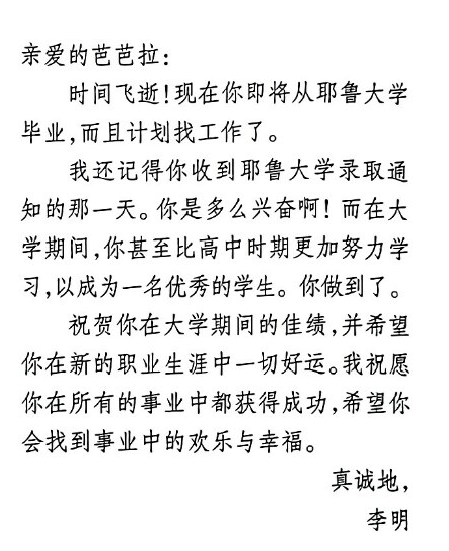 亲爱的芭芭拉：
时间飞逝！现在你即将从耶鲁大学
毕业，而且计划找工作了。
我还记得你收到耶鲁大学录取通
知的那一天。你是多么兴奋啊！而在大
学期间，你甚至比高中时期更加努力学
习，以成为一名优秀的学生。你做到了。
祝贺你在大学期间的佳绩，并希望
你在新的职业生涯中一切好运。我祝愿
你在所有的事业中都获得成功，希望你
会找到事业中的欢乐与幸福。
真诚地，
李明